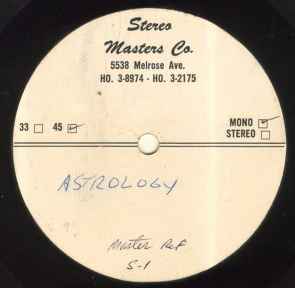 Stereo
Masters Co.
5538 Melrose Ave.
HO. 3-8974 - HO. 3-2175
33 45
MONO
STEREO
ASTROLOGY
Master Ref
S-1